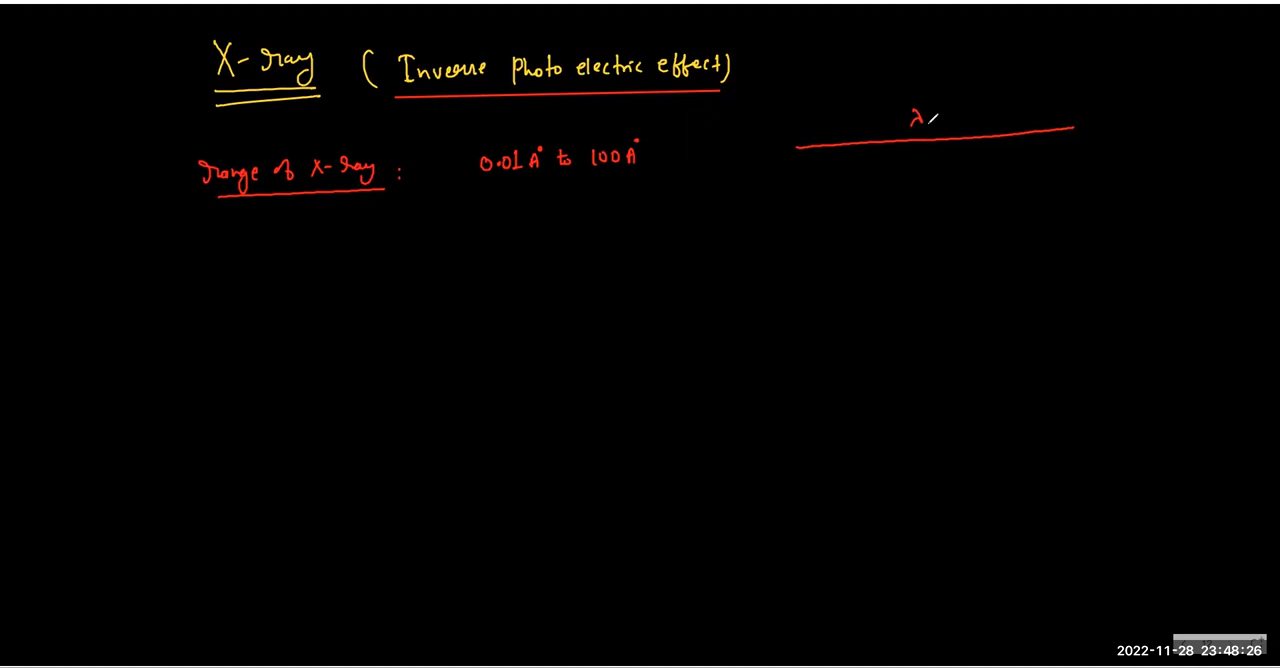 X-ray ( Inverse Photo electric effect)
λ
range of X-ray : 0.01 A° to 100 A°
2022-11-28 23:48:26